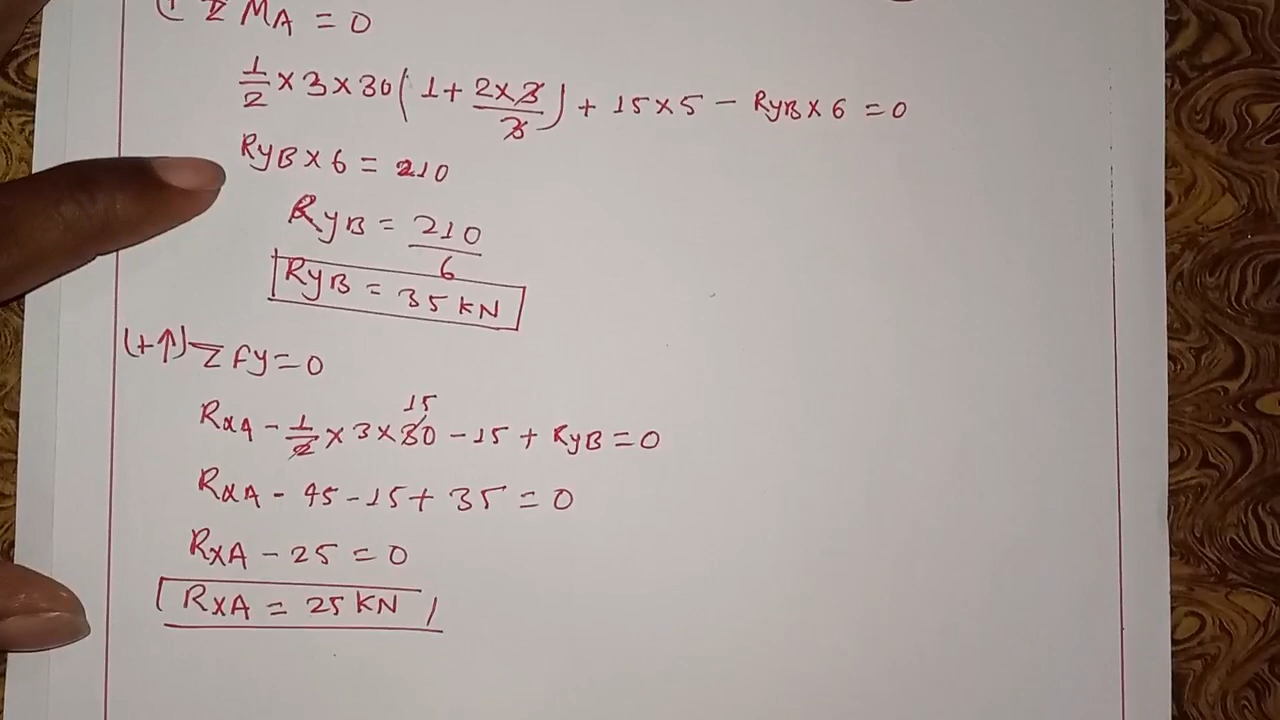 (+ Σ MA = 0
1/2 × 3 × 30 (1 + 2×3/3) + 15×5 − RyB × 6 = 0
RyB × 6 = 210
RyB = 210/6
RyB = 35 KN
(+↑) Σ Fy = 0
15
RxA − 1/2 × 3 × 30 − 15 + RyB = 0
RxA − 45 − 15 + 35 = 0
RxA − 25 = 0
RxA = 25 KN